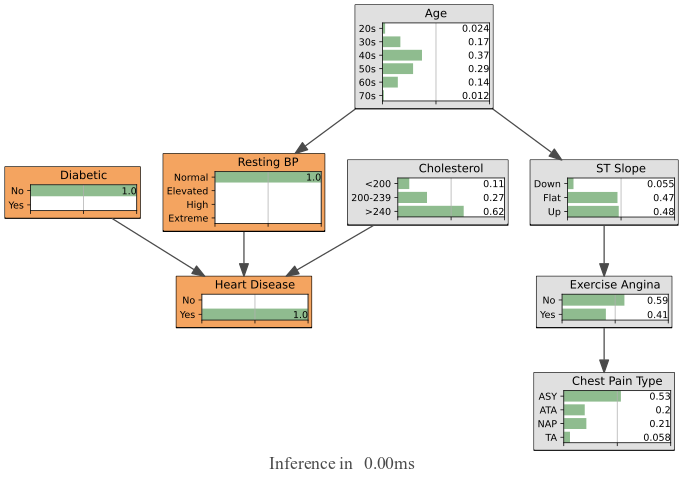 Age
20s 0.024
30s 0.17
40s 0.37
50s 0.29
60s 0.14
70s 0.012
Diabetic
No 1.0
Yes
Resting BP
Normal 1.0
Elevated
High
Extreme
Cholesterol
<200 0.11
200-239 0.27
>240 0.62
ST Slope
Down 0.055
Flat 0.47
Up 0.48
Heart Disease
No
Yes 1.0
Exercise Angina
No 0.59
Yes 0.41
Chest Pain Type
ASY 0.53
ATA 0.2
NAP 0.21
TA 0.058
Inference in 0.00ms